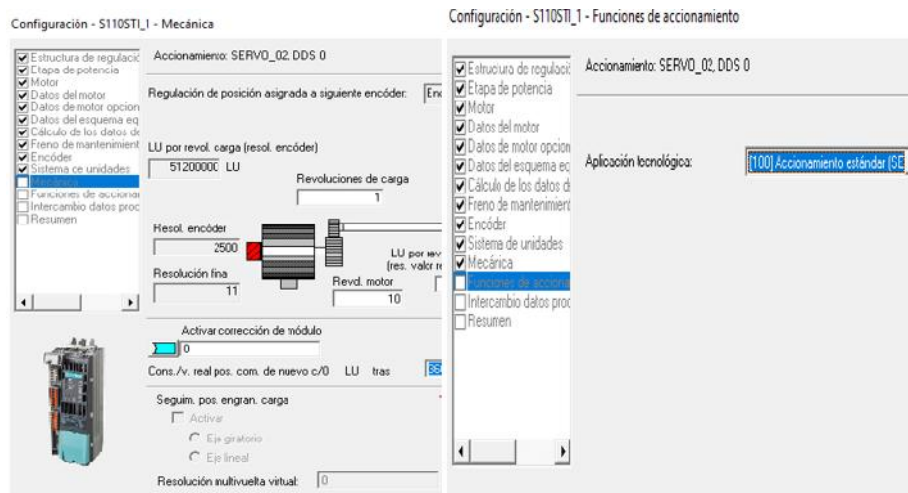 Configuración - S110STI_1 - Mecánica
Estructura de regulació
Etapa de potencia
Motor
Datos del motor
Datos de motor opcion
Datos del esquema eq
Cálculo de los datos de
Freno de mantenimient
Encóder
Sistema de unidades
Mecánica
Funciones de accionar
Intercambio datos proc
Resumen
Accionamiento: SERVO_02, DDS 0
Regulación de posición asignada a siguiente encóder:
LU por revol. carga (resol. encóder)
LU
Revoluciones de carga
1
Resol. encóder
2500
Resolución fina
11
LU por rev
Revol. motor
10
Activar corrección de módulo
0
Cons./v. real pos. com. de nuevo c/0 LU tras
Seguim. pos. engran. carga
Activar
Eje giratorio
Eje lineal
Resolución multivuelta virtual: 0
Configuración - S110STI_1 - Funciones de accionamiento
Estructura de regulació
Etapa de potencia
Motor
Datos del motor
Datos de motor opcion
Datos del esquema eq
Cálculo de los datos d
Freno de mantenimient
Encóder
Sistema de unidades
Mecánica
Funciones de acciona
Intercambio datos proc
Resumen
Accionamiento: SERVO_02, DDS 0
Aplicación tecnológica: [100] Accionamiento estándar (SE